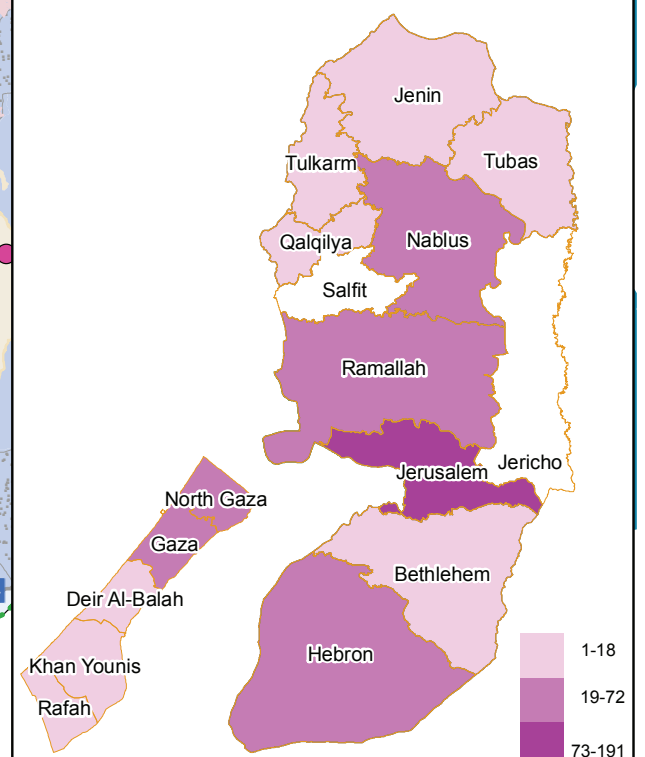 Jenin
Tulkarm
Tubas
Qalqilya
Nablus
Salfit
Ramallah
Jericho
Jerusalem
North Gaza
Gaza
Bethlehem
Deir Al-Balah
Hebron
Khan Younis
Rafah
1-18
19-72
73-191